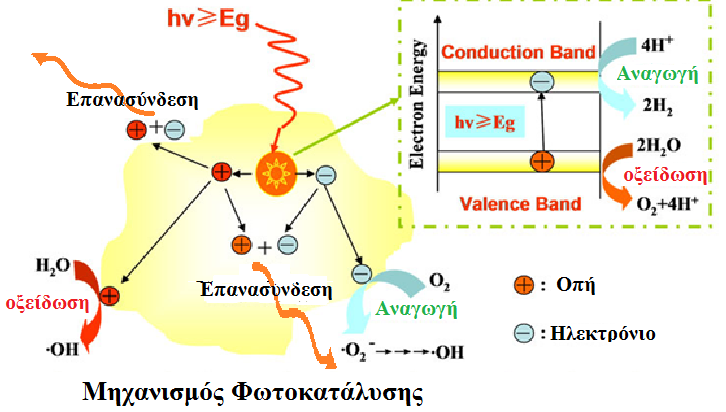 hν≥Eg
Επανασύνδεση
+ + −
+
−
+ + −
Έπανασύνδεση
H₂O
οξείδωση
+
·OH
−
O₂
Αναγωγή
·O₂⁻ ·OH
Electron Energy
Conduction Band
−
hν≥Eg
+
Valence Band
4H⁺
Αναγωγή
2H₂
2H₂O
οξείδωση
O₂+4H⁺
+ : Οπή
− : Ηλεκτρόνιο
Μηχανισμός Φωτοκατάλυσης